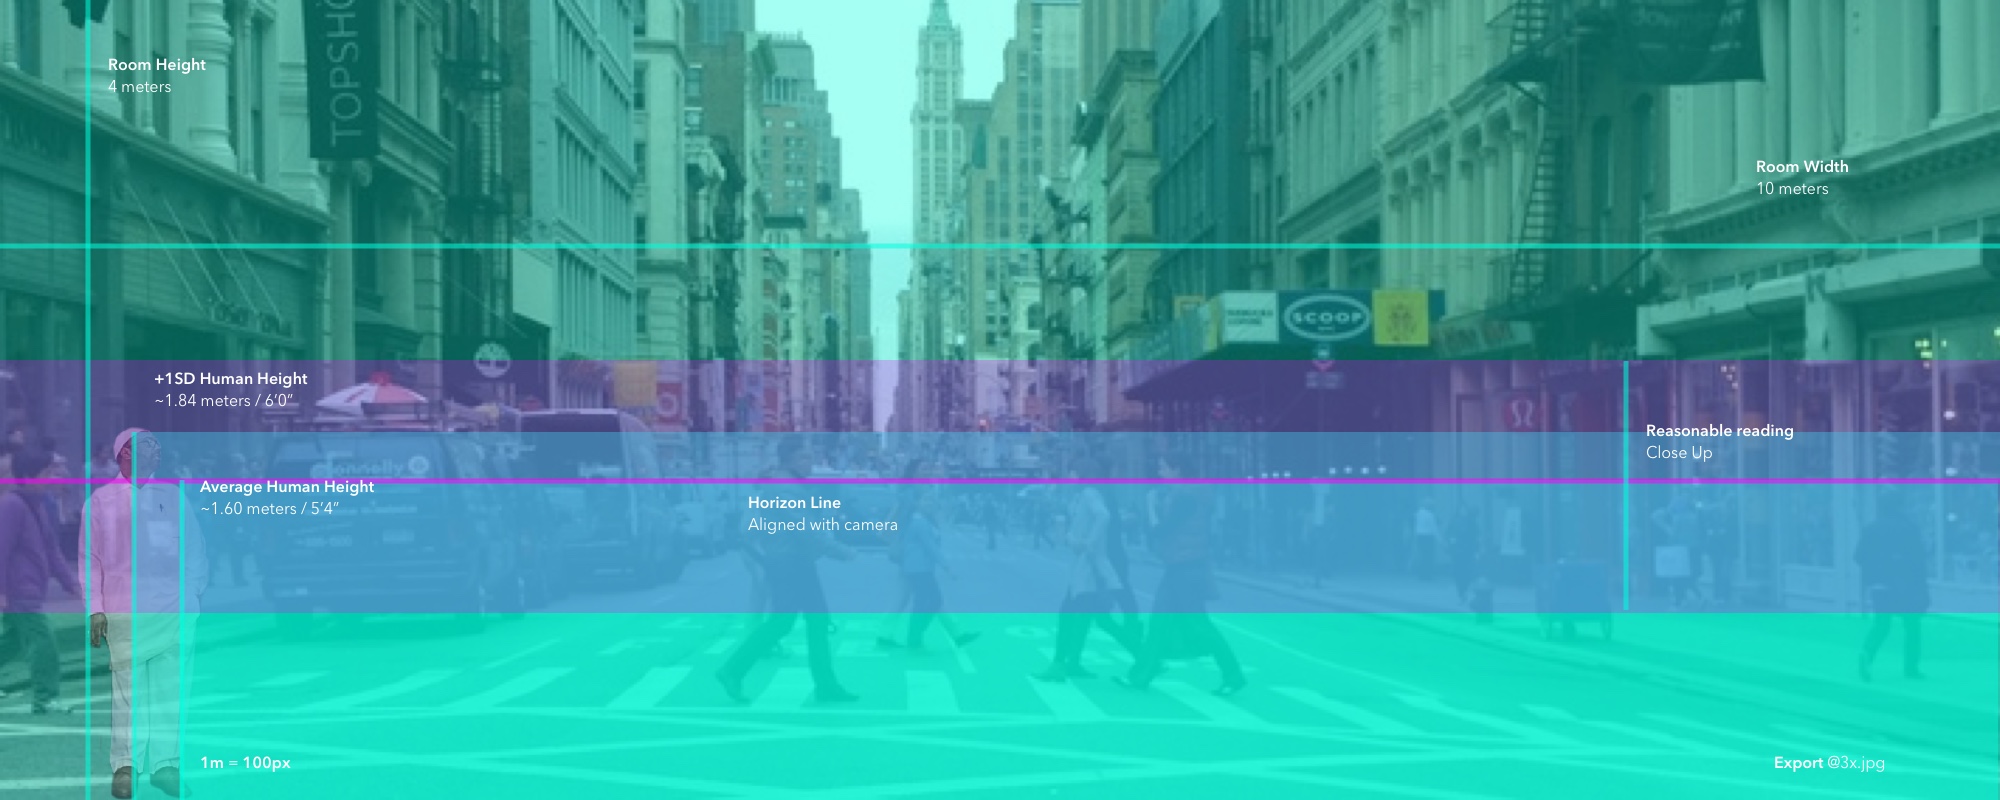 TOPSHO
Room Height
4 meters
Room Width
10 meters
SCOOP
+1SD Human Height
~1.84 meters / 6'0"
Reasonable reading
Close Up
Connelly
Average Human Height
~1.60 meters / 5'4"
Horizon Line
Aligned with camera
1m = 100px
Export @3x.jpg